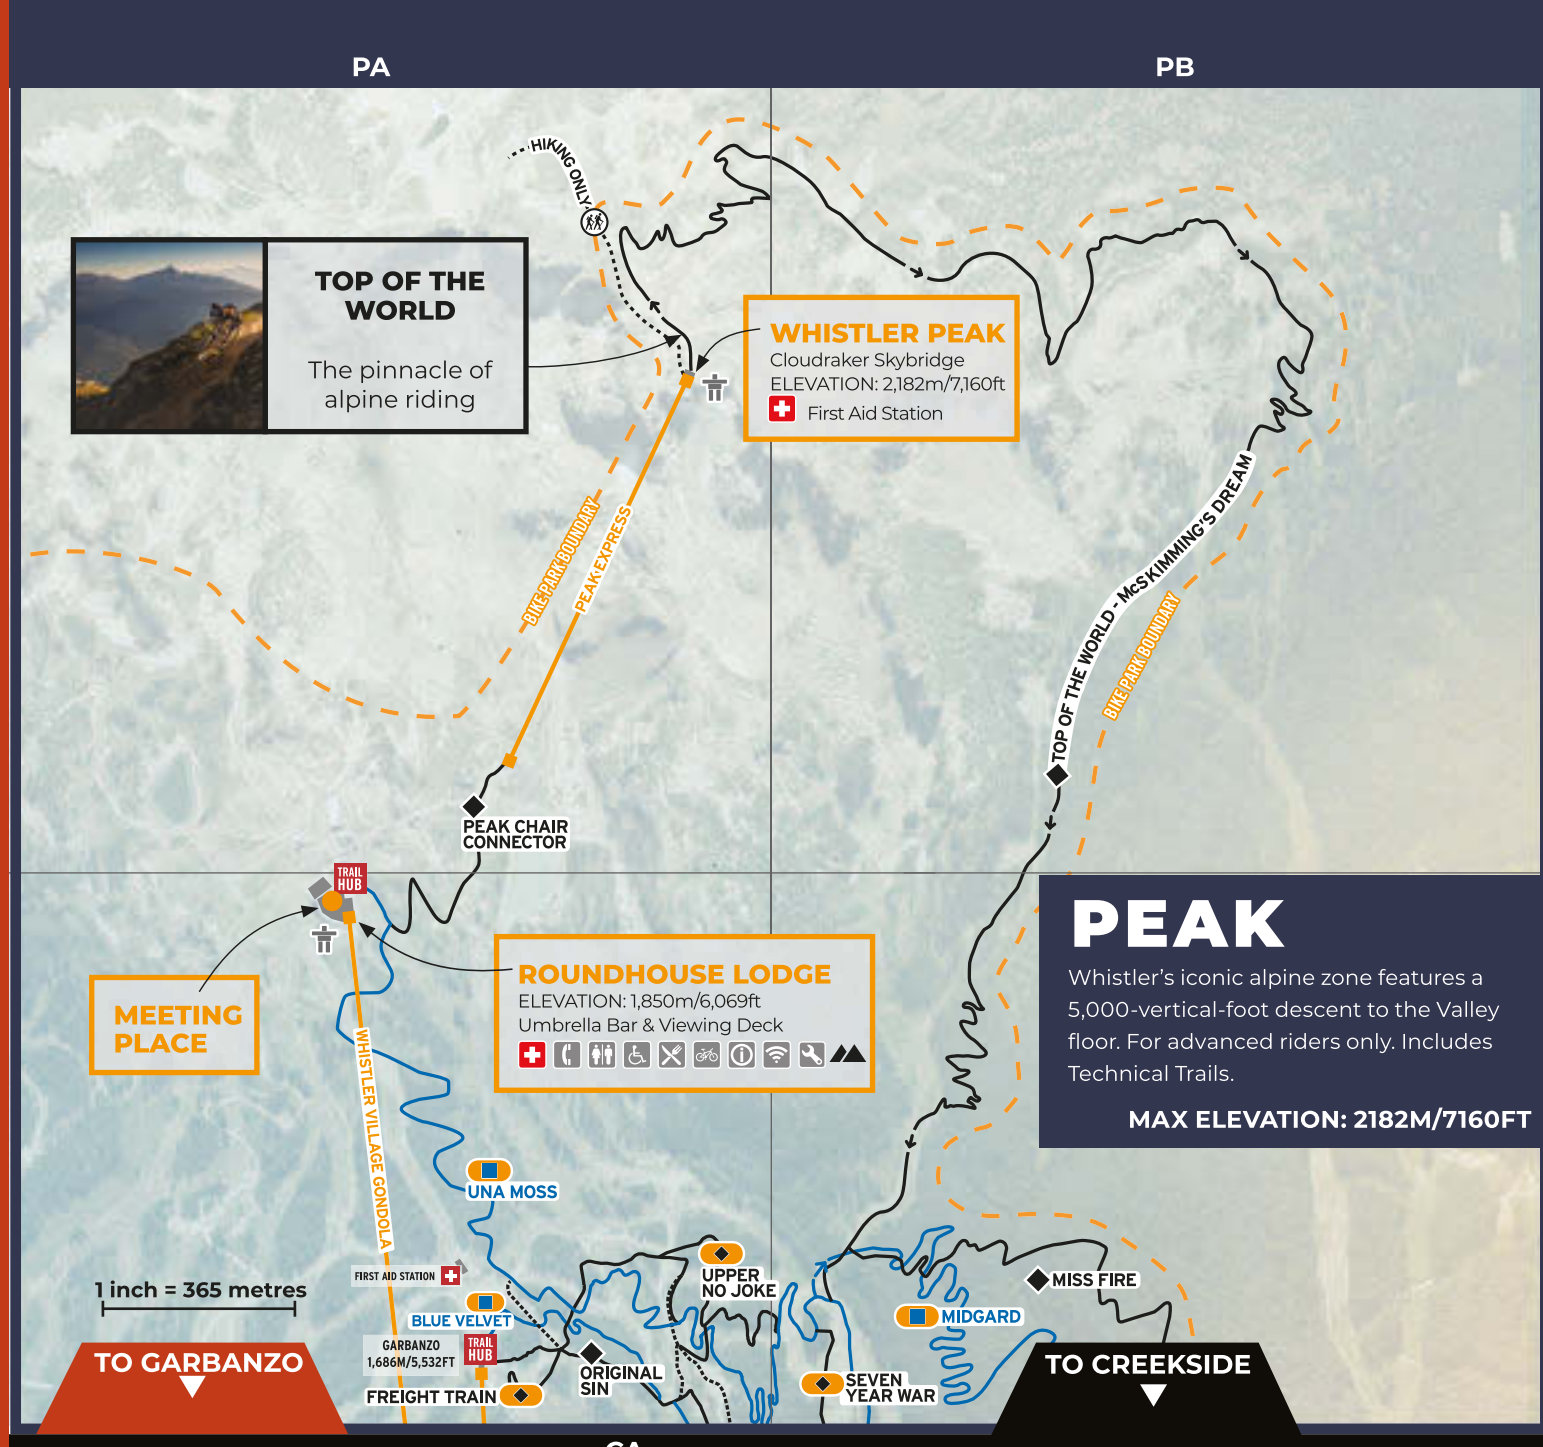 PA
PB
HIKING ONLY
TOP OF THE
WORLD
The pinnacle of
alpine riding
WHISTLER PEAK
Cloudraker Skybridge
ELEVATION: 2,182m/7,160ft
First Aid Station
BIKE PARK BOUNDARY
PEAK EXPRESS
TOP OF THE WORLD - McSKIMMING'S DREAM
BIKE PARK BOUNDARY
PEAK CHAIR
CONNECTOR
TRAIL
HUB
MEETING
PLACE
ROUNDHOUSE LODGE
ELEVATION: 1,850m/6,069ft
Umbrella Bar & Viewing Deck
PEAK
Whistler’s iconic alpine zone features a
5,000-vertical-foot descent to the Valley
floor. For advanced riders only. Includes
Technical Trails.
MAX ELEVATION: 2182M/7160FT
WHISTLER VILLAGE GONDOLA
UNA MOSS
FIRST AID STATION
UPPER
NO JOKE
MISS FIRE
1 inch = 365 metres
BLUE VELVET
MIDGARD
GARBANZO
1,686M/5,532FT
TRAIL
HUB
TO GARBANZO
ORIGINAL
SIN
FREIGHT TRAIN
SEVEN
YEAR WAR
TO CREEKSIDE